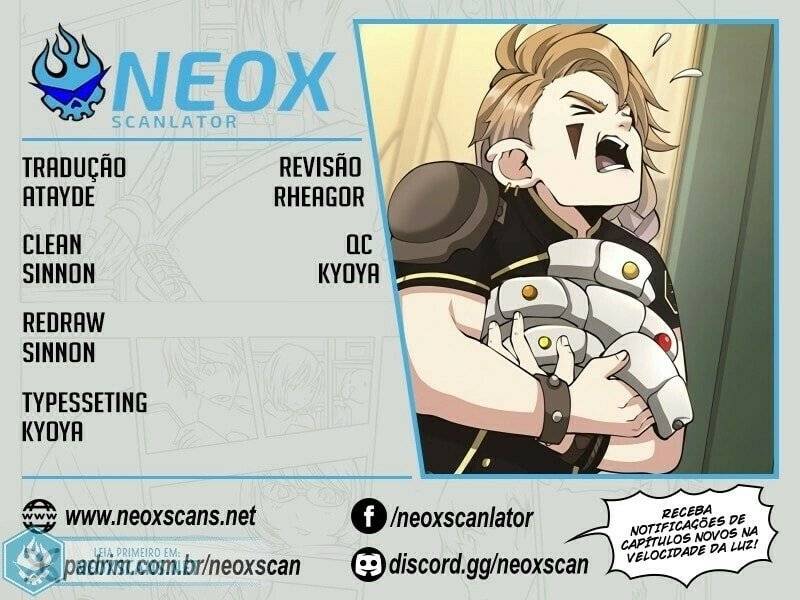 NEOX
SCANLATOR
TRADUÇÃO
ATAYDE
REVISÃO
RHEAGOR
CLEAN
SINNON
QC
KYOYA
REDRAW
SINNON
TYPESSETING
KYOYA
www.neoxscans.net
f /neoxscanlator
LEIA PRIMEIRO EM:
padrim.com.br/neoxscan
discord.gg/neoxscan
RECEBA
NOTIFICAÇÕES DE
CAPÍTULOS NOVOS NA
VELOCIDADE DA LUZ!